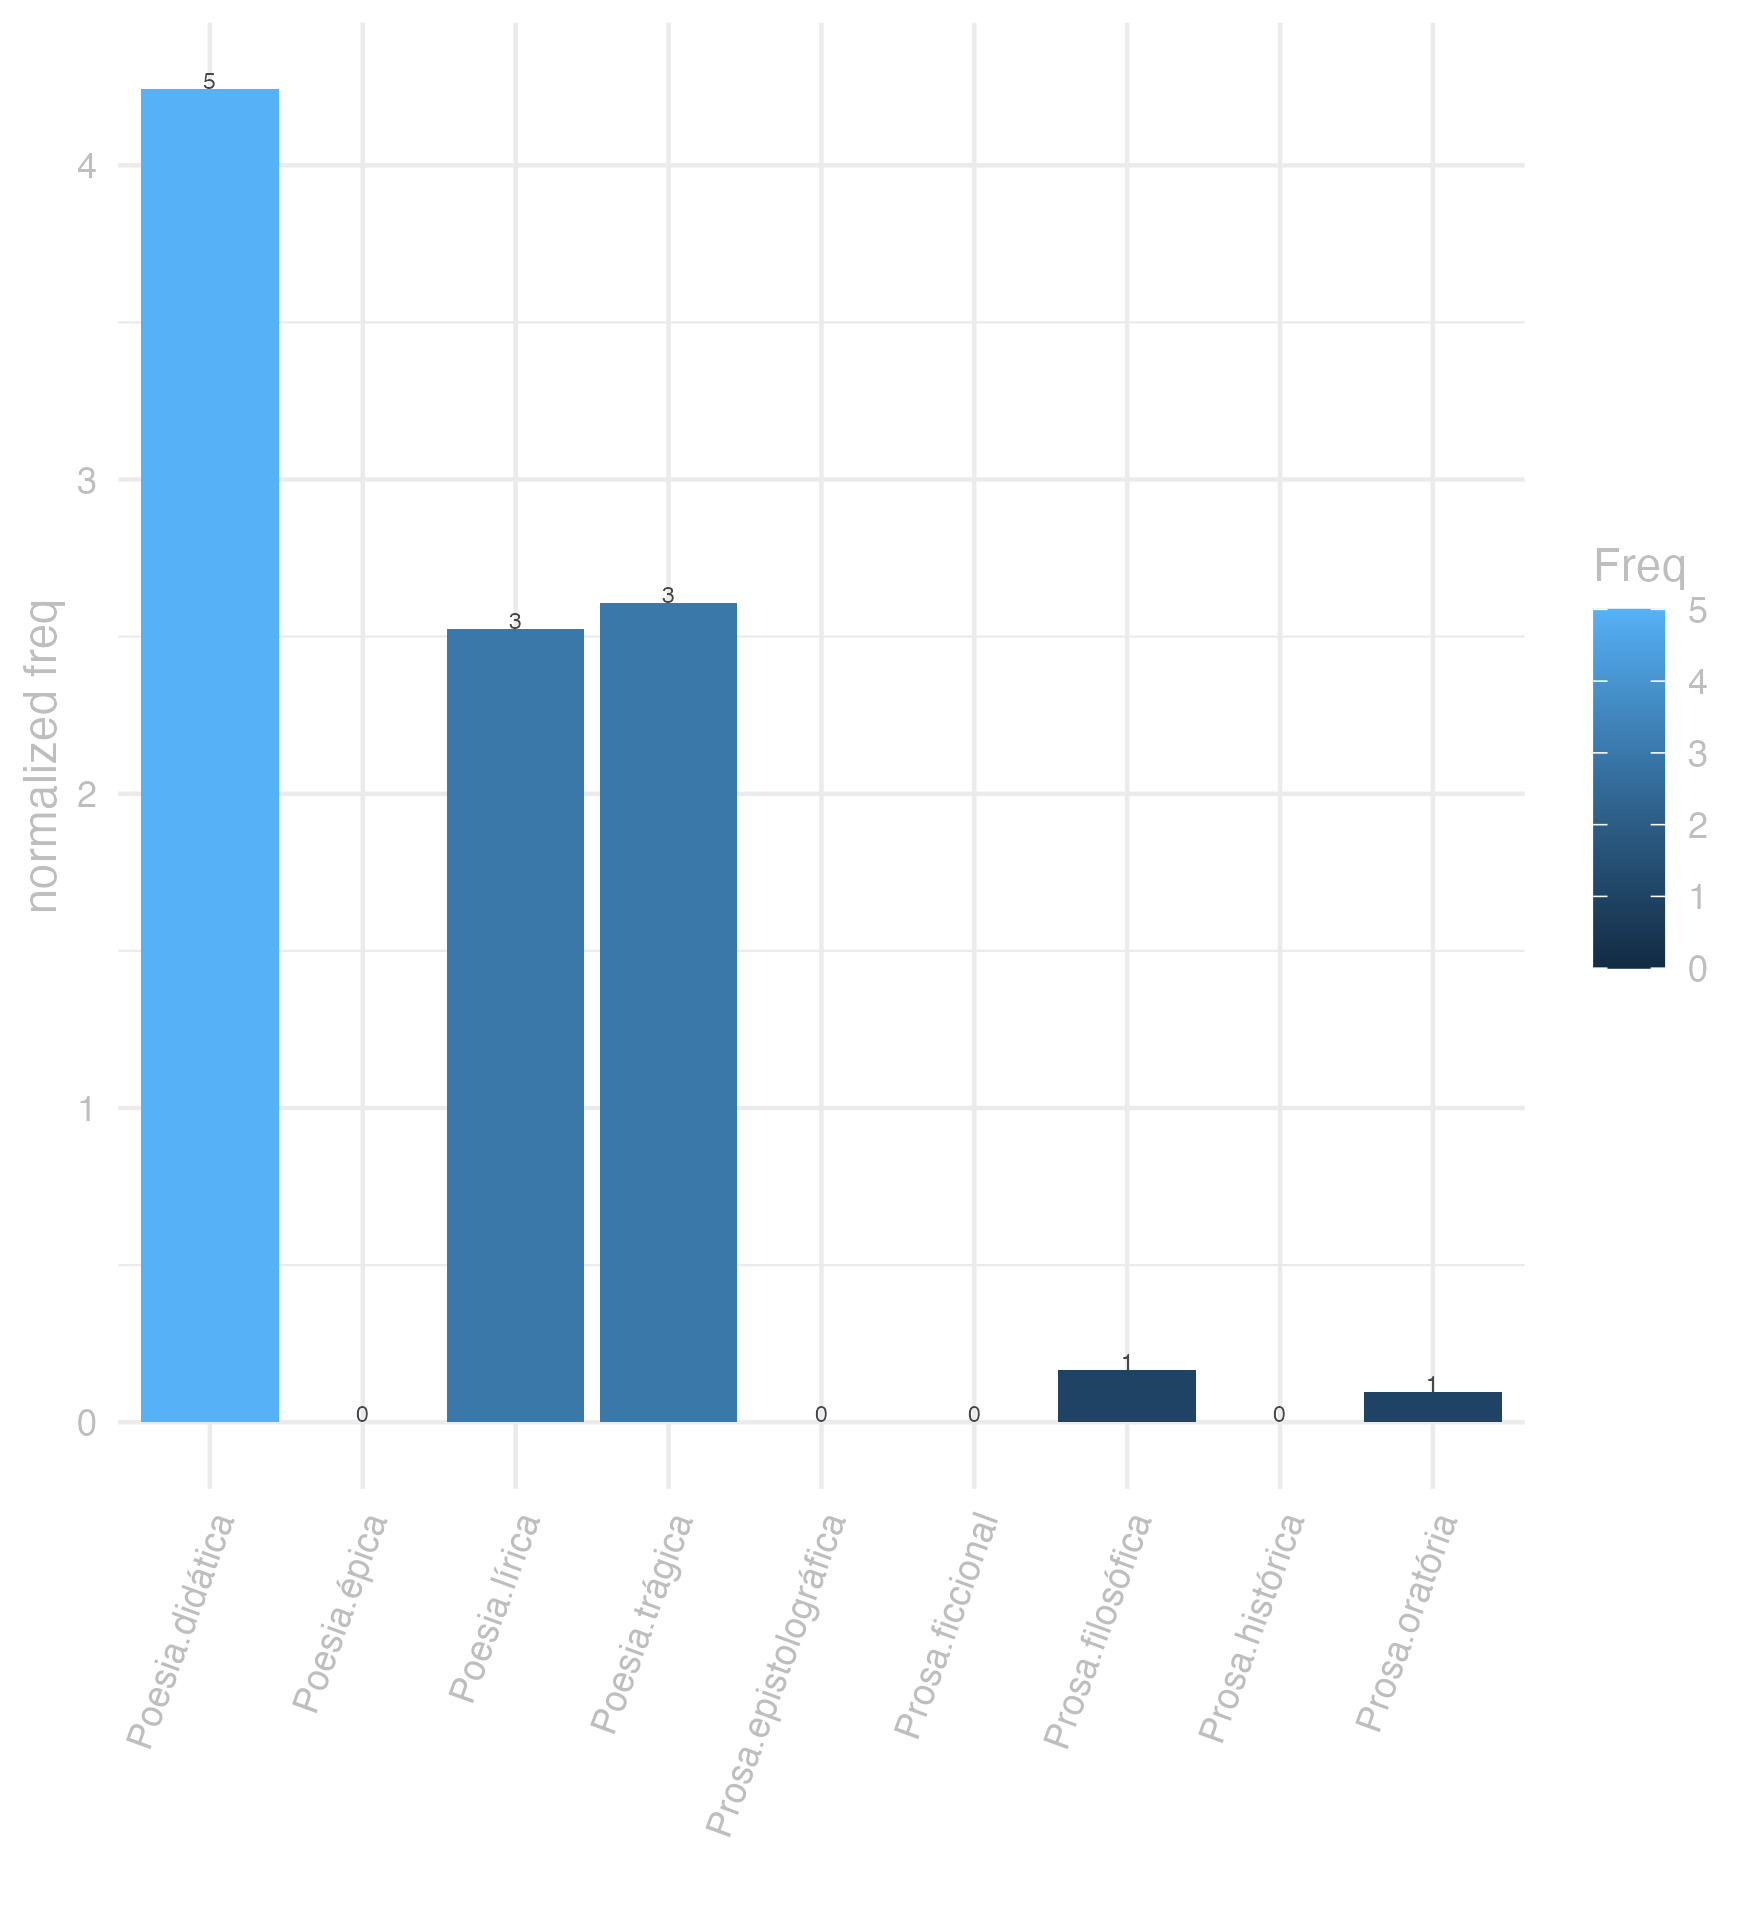 normalized freq
4
3
2
1
0
5
0
3
3
0
0
1
0
1
Poesia.didática
Poesia.épica
Poesia.lírica
Poesia.trágica
Prosa.epistolográfica
Prosa.ficcional
Prosa.filosófica
Prosa.histórica
Prosa.oratória
Freq
5
4
3
2
1
0